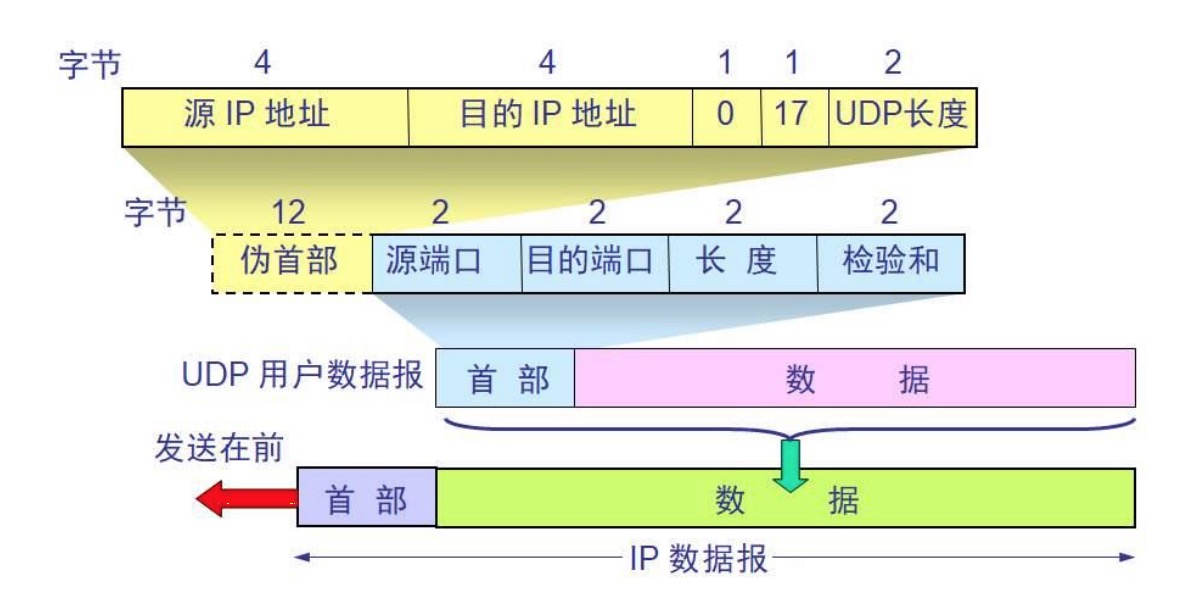 字节 4 4 1 1 2
源 IP 地址 目的 IP 地址 0 17 UDP长度
字节 12 2 2 2 2
伪首部 源端口 目的端口 长 度 检验和
UDP 用户数据报 首 部 数 据
发送在前
首 部 数 据
IP 数据报